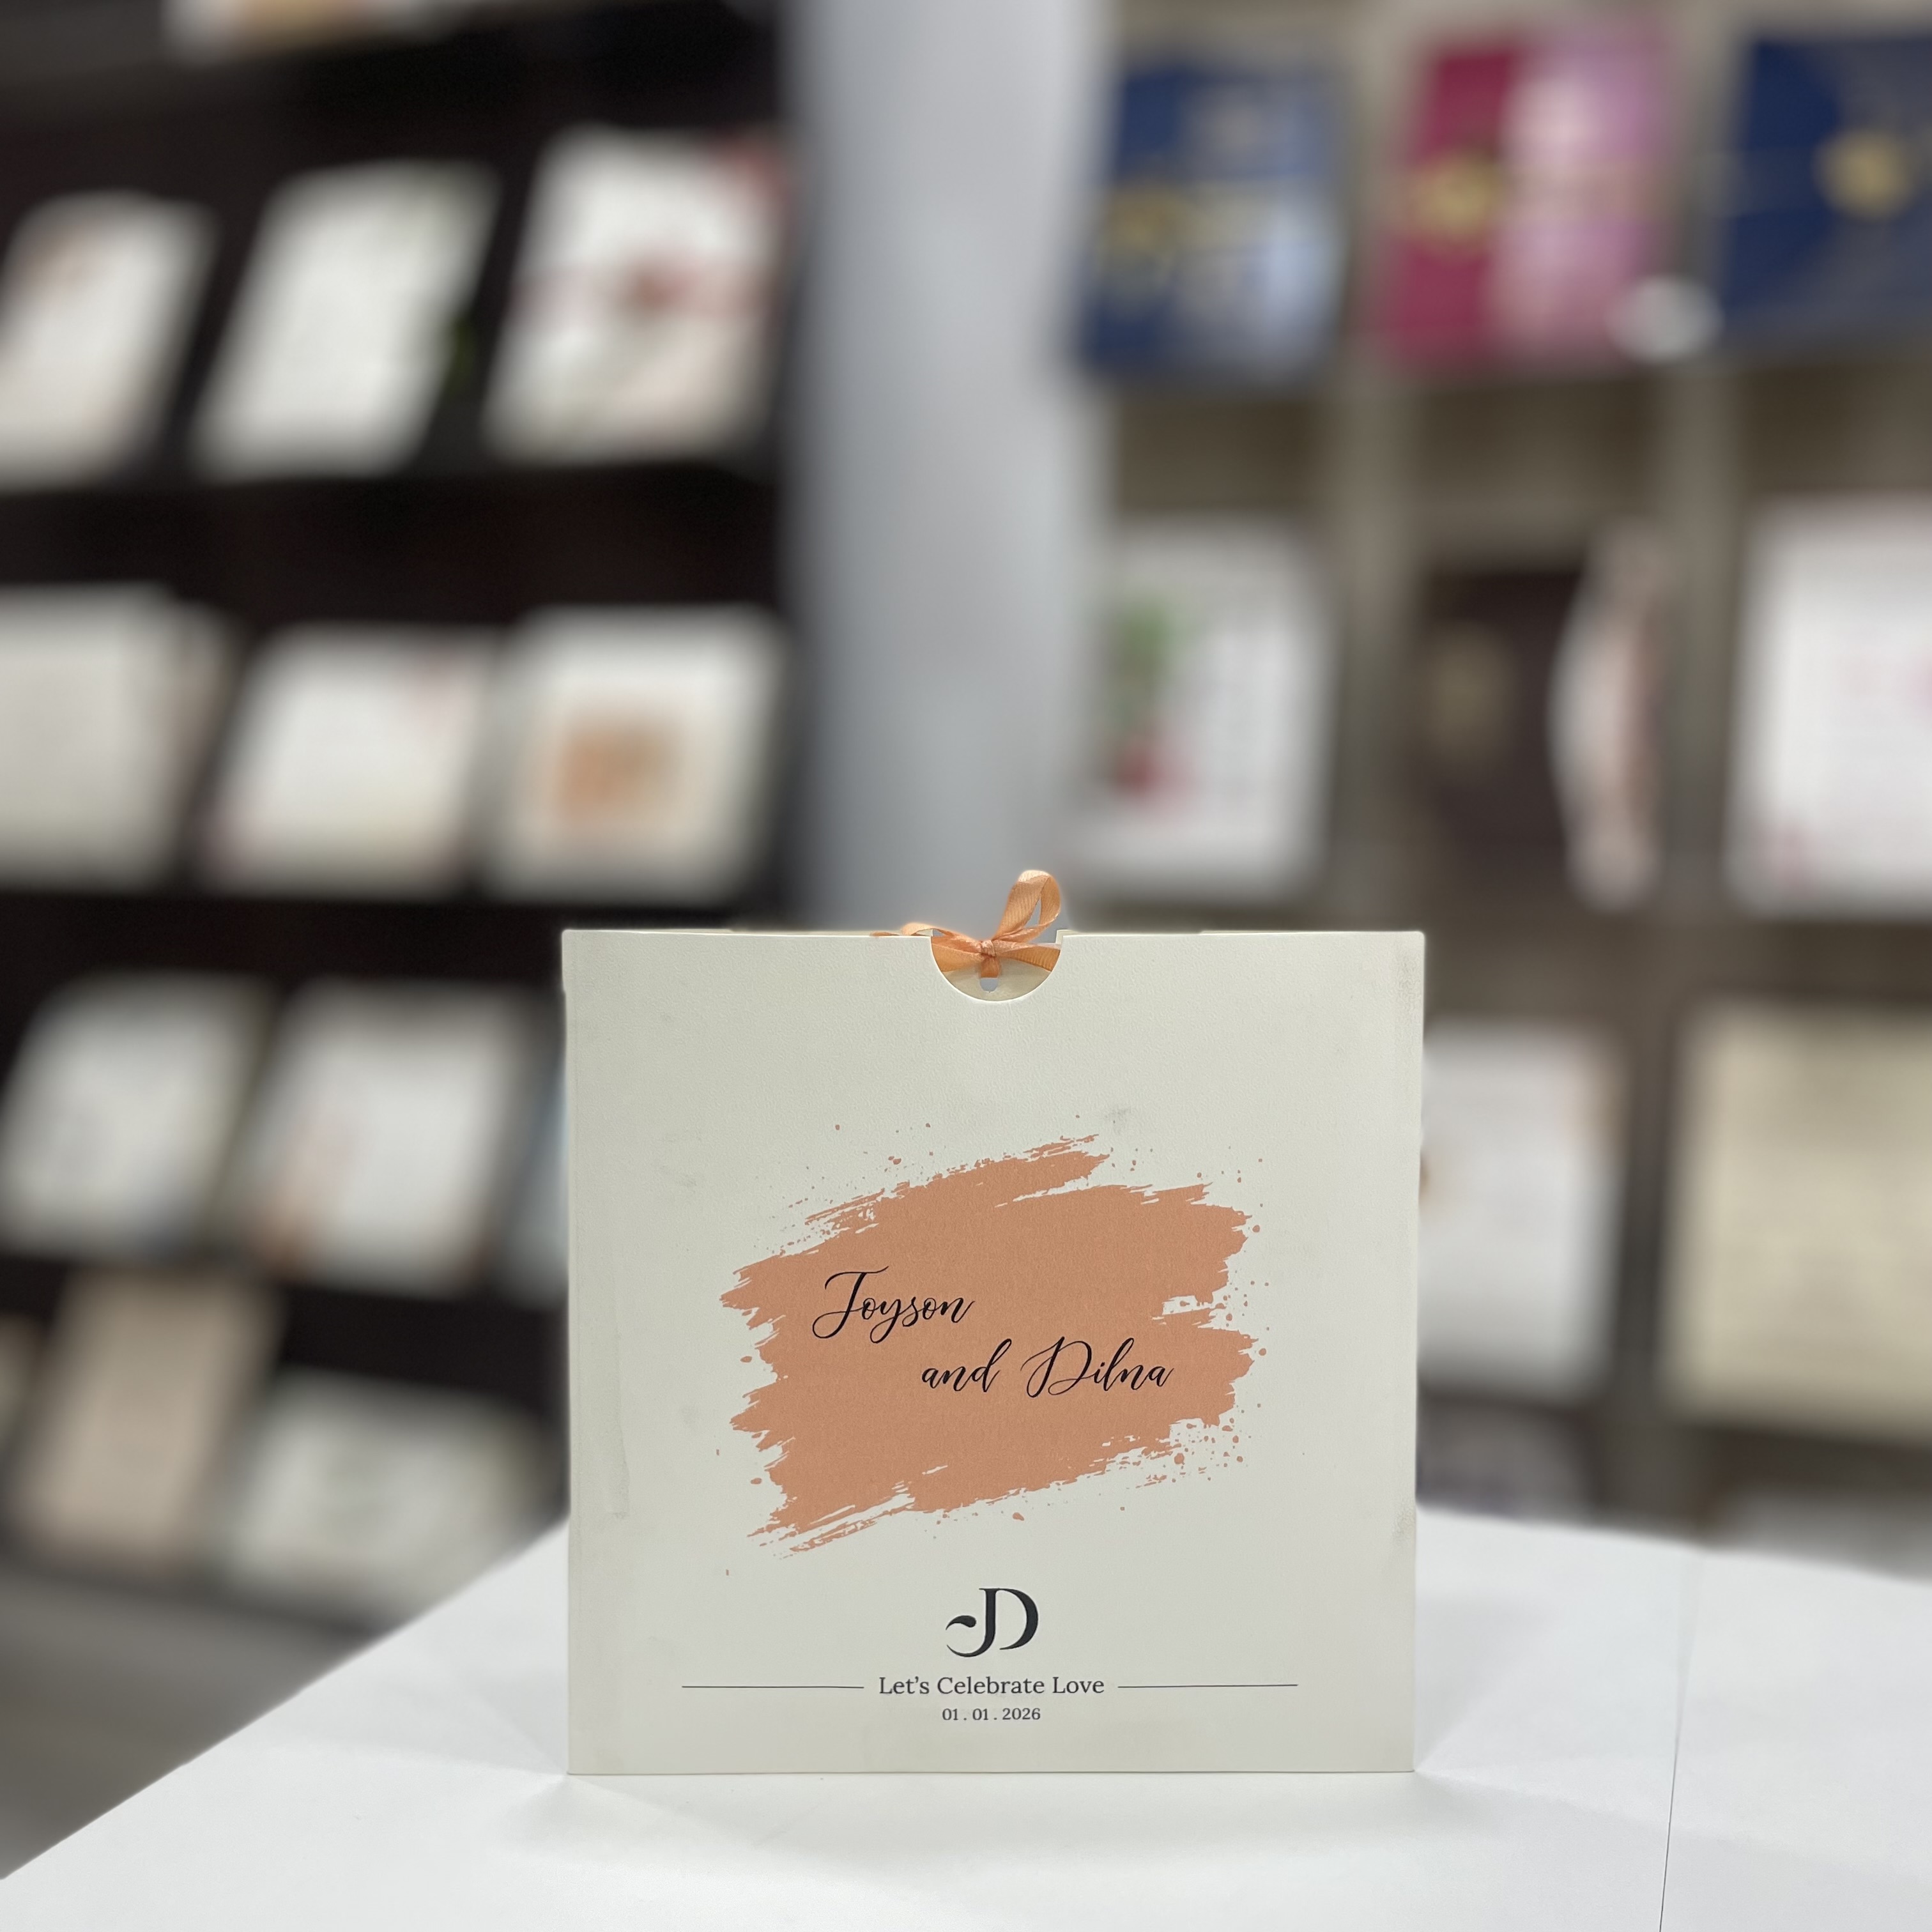 Joyson
and Dilna
JD
Let's Celebrate Love
01 . 01 . 2026